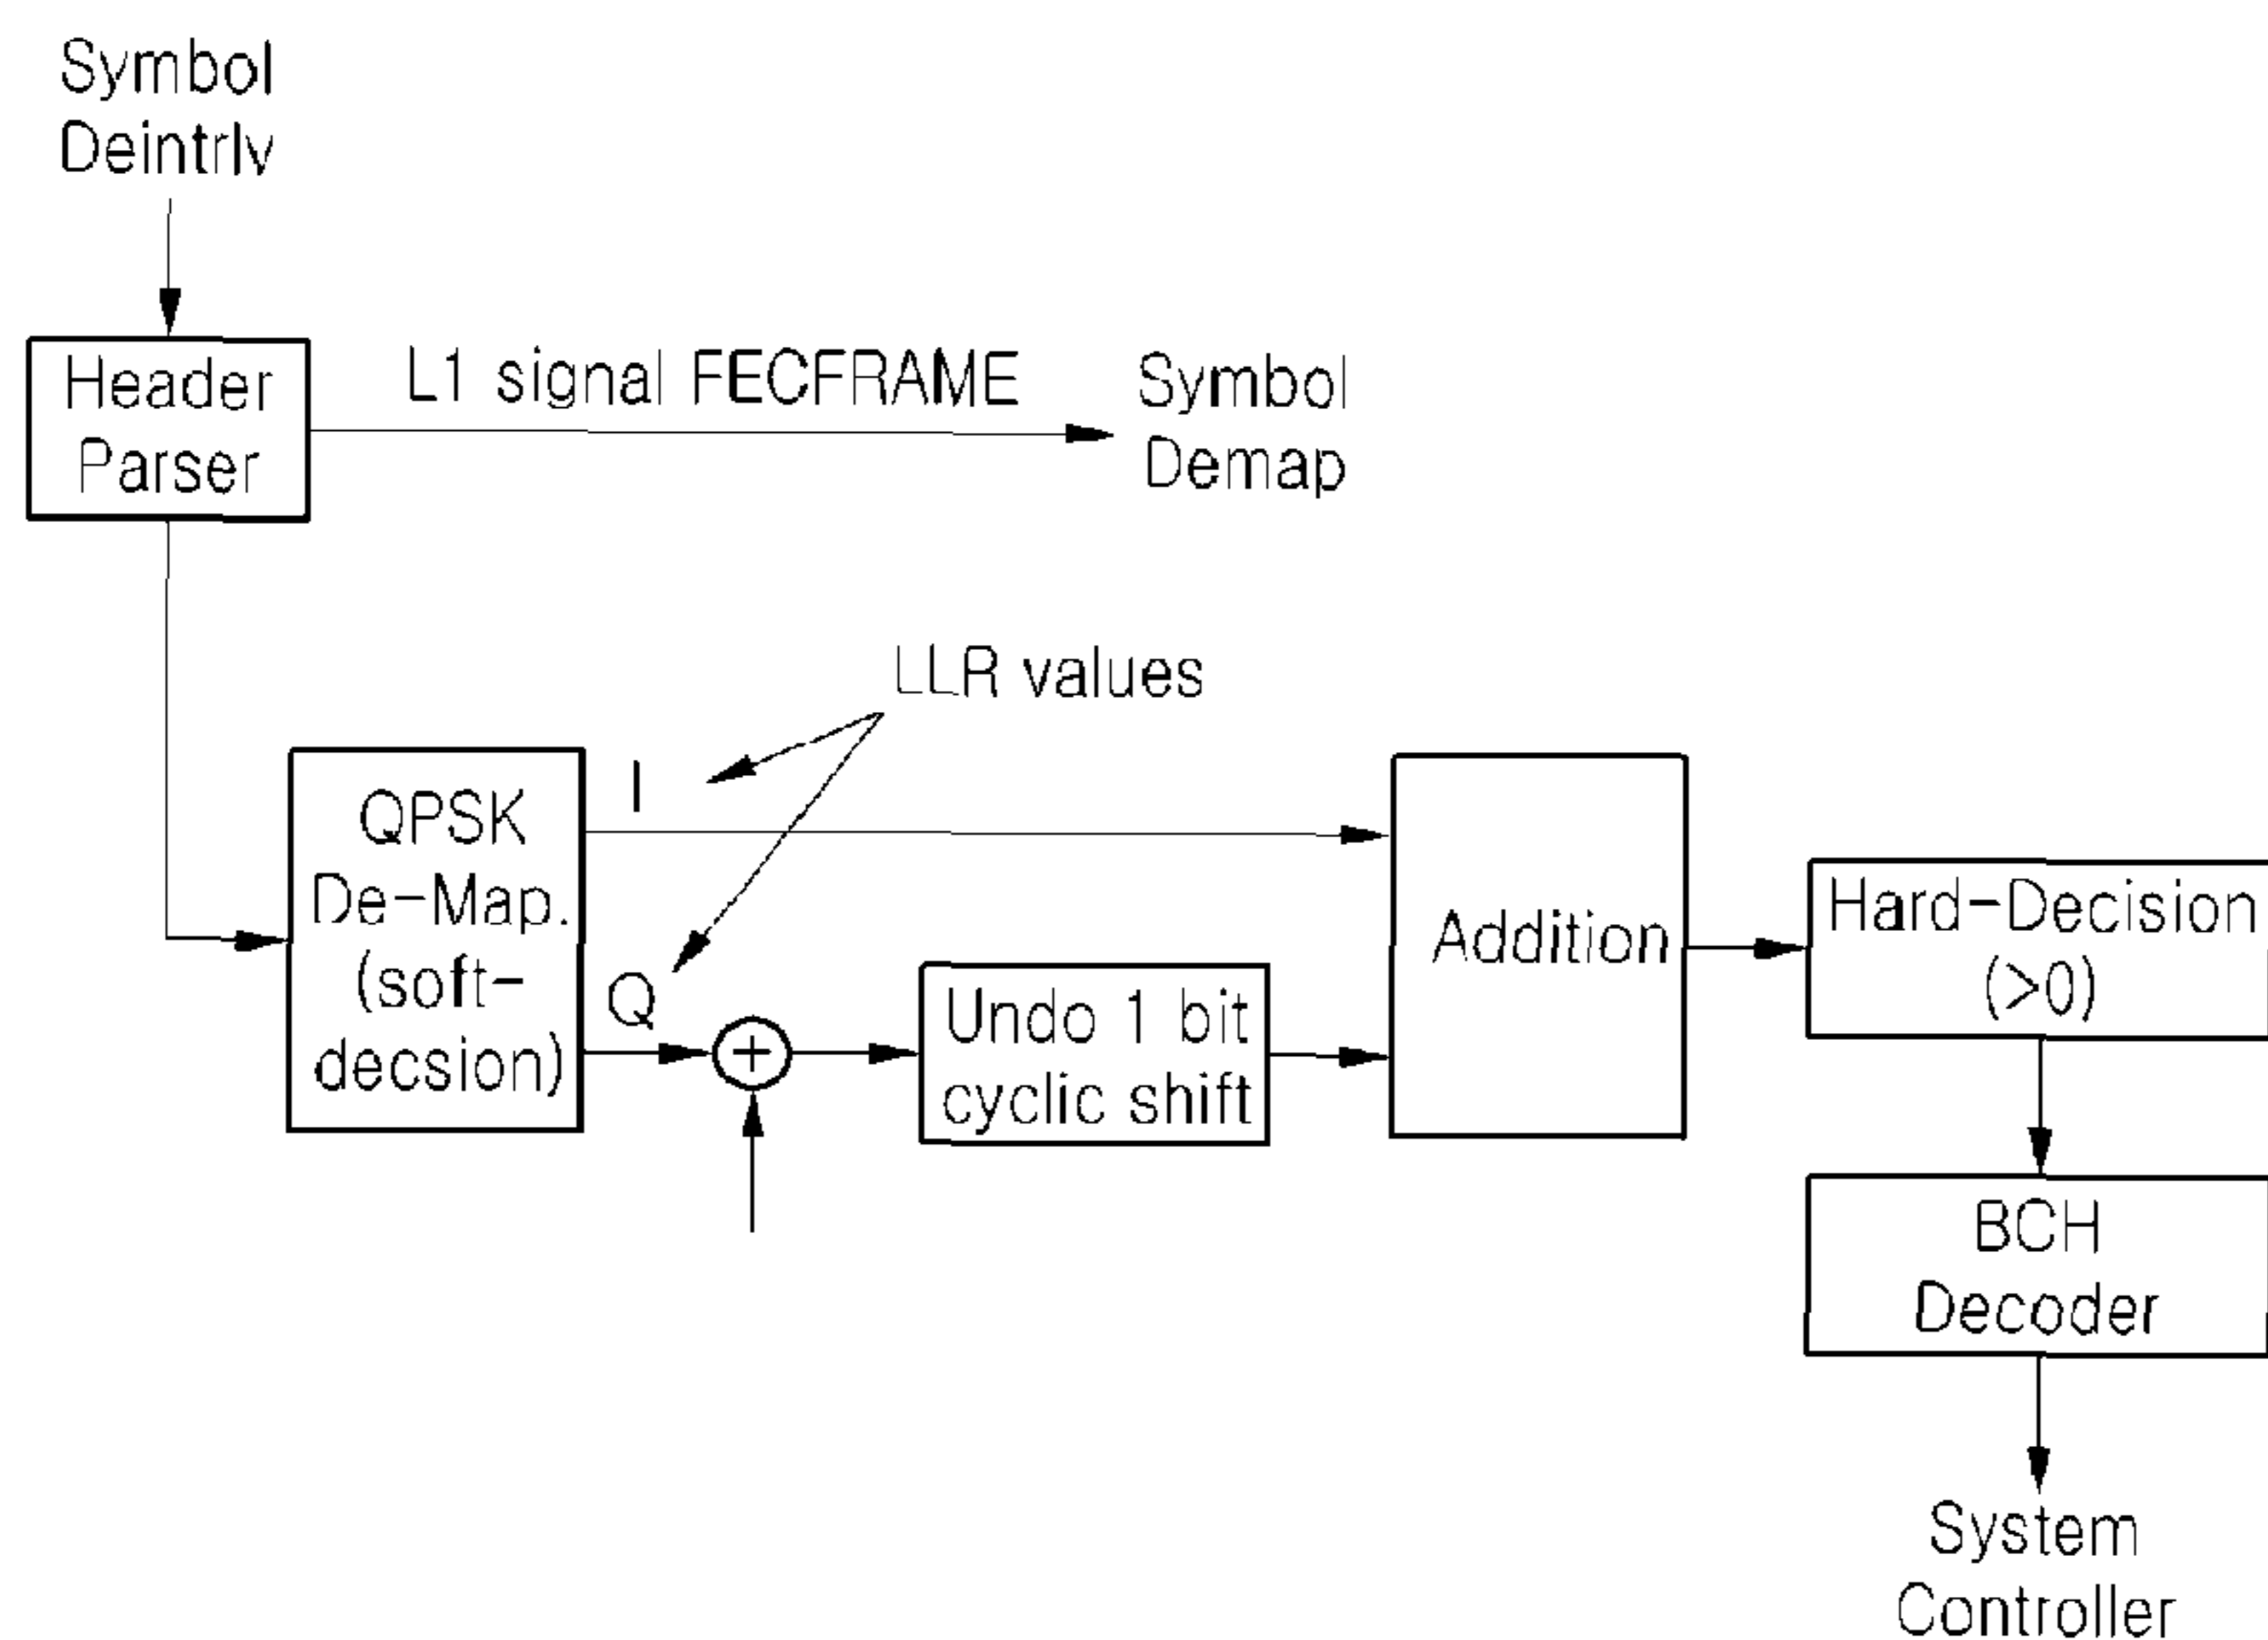 Symbol
Deintrlv
Header
Parser
L1 signal FECFRAME
Symbol
Demap
LLR values
QPSK
De-Map.
(soft-
decsion)
I
Q
+
Undo 1 bit
cyclic shift
Addition
Hard-Decision
(>0)
BCH
Decoder
System
Controller